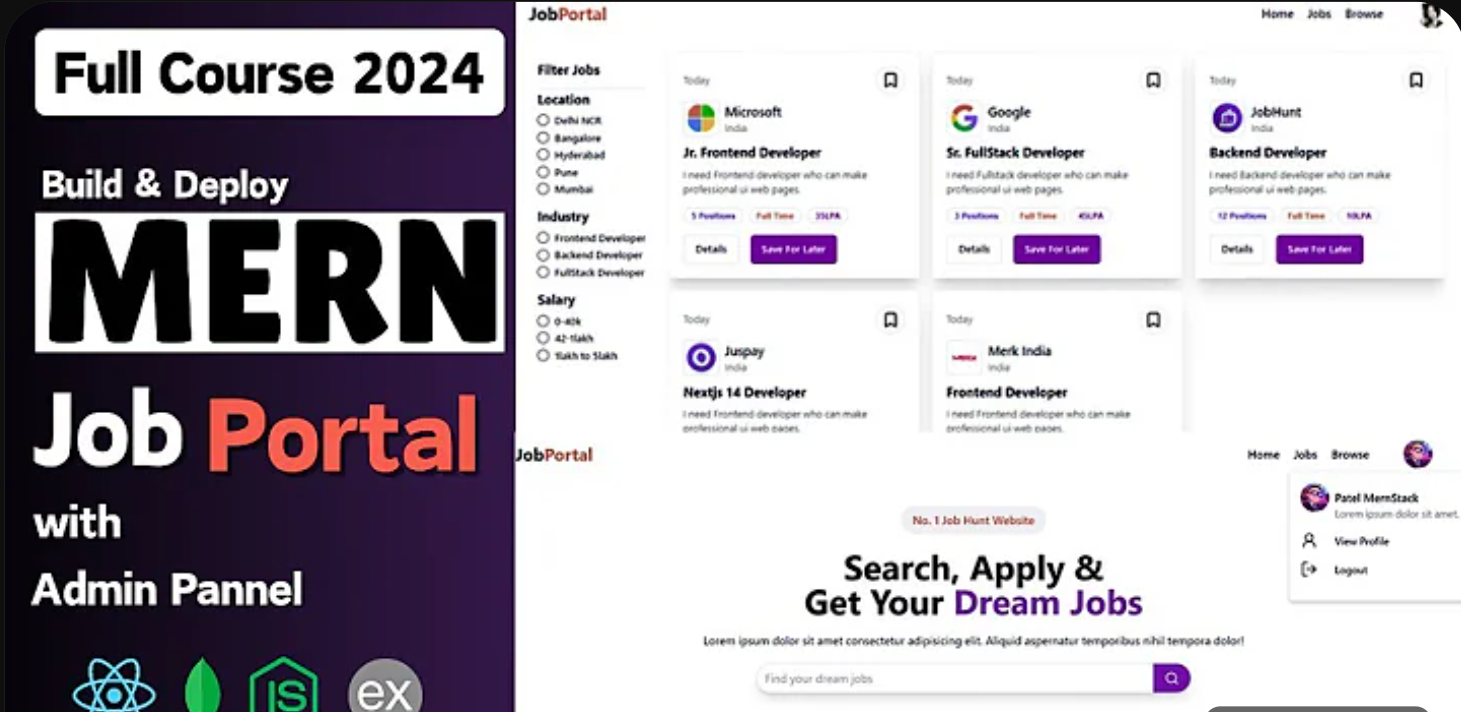 Full Course 2024
Build & Deploy
MERN
Job Portal
with
Admin Pannel
JS
ex
JobPortal
Home Jobs Browse
Filter Jobs
Location
Delhi NCR
Bangalore
Hyderabad
Pune
Mumbai
Industry
Frontend Developer
Backend Developer
FullStack Developer
Salary
0-40k
42-1lakh
1lakh to 5lakh
Today
Microsoft
India
Jr. Frontend Developer
I need Frontend developer who can make
professional ui web pages.
5 Positions Full Time 35LPA
Details Save For Later
Today
Google
India
Sr. FullStack Developer
I need Fullstack developer who can make
professional ui web pages.
3 Positions Full Time 45LPA
Details Save For Later
Today
JobHunt
India
Backend Developer
I need Backend developer who can make
professional ui web pages.
12 Positions Full Time 10LPA
Details Save For Later
Today
Juspay
India
Nextjs 14 Developer
I need Frontend developer who can make
professional ui web pages.
Today
Merk India
India
Frontend Developer
I need Frontend developer who can make
professional ui web pages.
JobPortal
Home Jobs Browse
Patel MernStack
Lorem ipsum dolor sit amet.
View Profile
Logout
No. 1 Job Hunt Website
Search, Apply &
Get Your Dream Jobs
Lorem ipsum dolor sit amet consectetur adipisicing elit. Aliquid aspernatur temporibus nihil tempora dolor!
Find your dream jobs